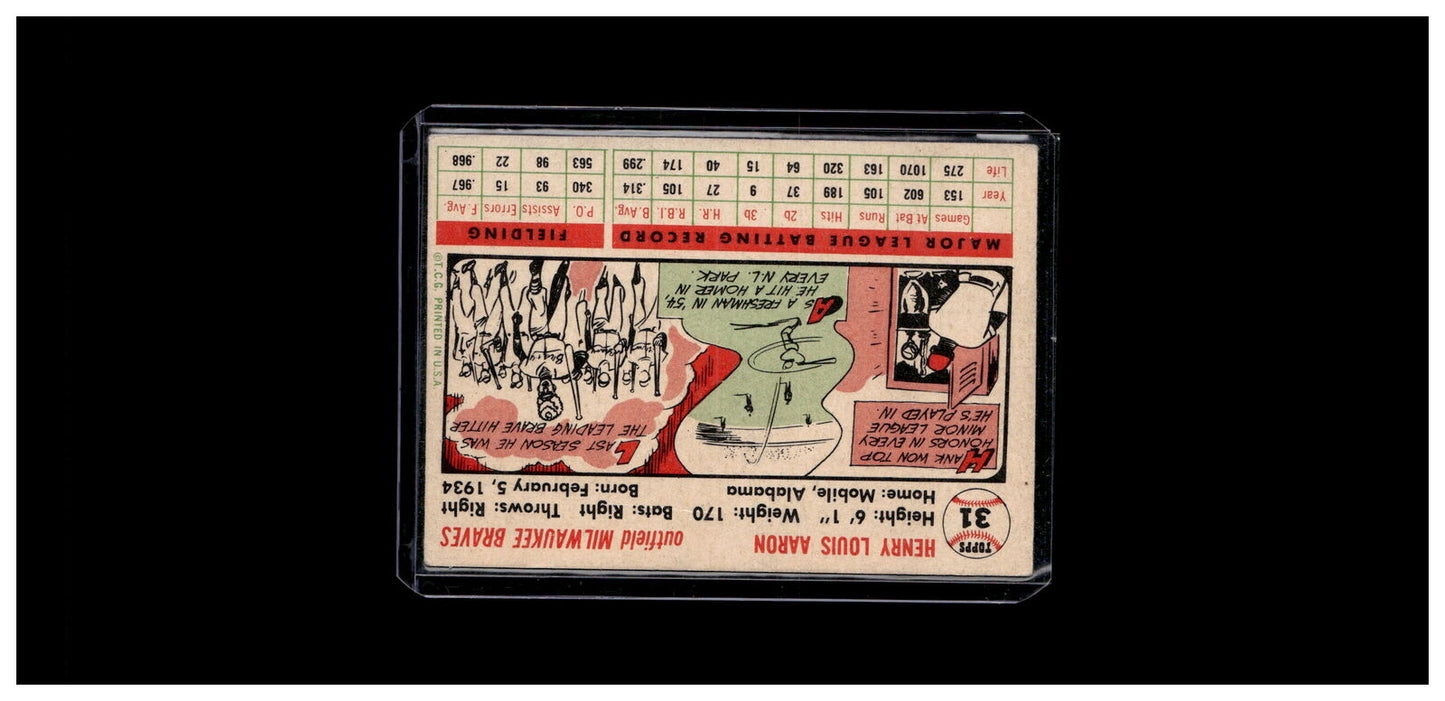 TOPPS
31
HENRY LOUIS AARON outfield MILWAUKEE BRAVES
Height: 6' 1" Weight: 170 Bats: Right Throws: Right
Home: Mobile, Alabama Born: February 5, 1934
HANK WON TOP
HONORS IN EVERY
MINOR LEAGUE
HE'S PLAYED IN.
AS A FRESHMAN IN '54,
HE HIT A HOMER IN
EVERY N.L. PARK.
LAST SEASON HE WAS
THE LEADING BRAVE HITTER
©T.C.G. PRINTED IN U.S.A.
MAJOR LEAGUE BATTING RECORD FIELDING
Games At Bat Runs Hits 2b 3b H.R. R.B.I. B.Avg. P.O. Assists Errors F.Avg.
Year 153 602 105 189 37 9 27 105 .314 340 93 15 .967
Life 275 1070 163 320 64 15 40 174 .299 563 98 22 .968